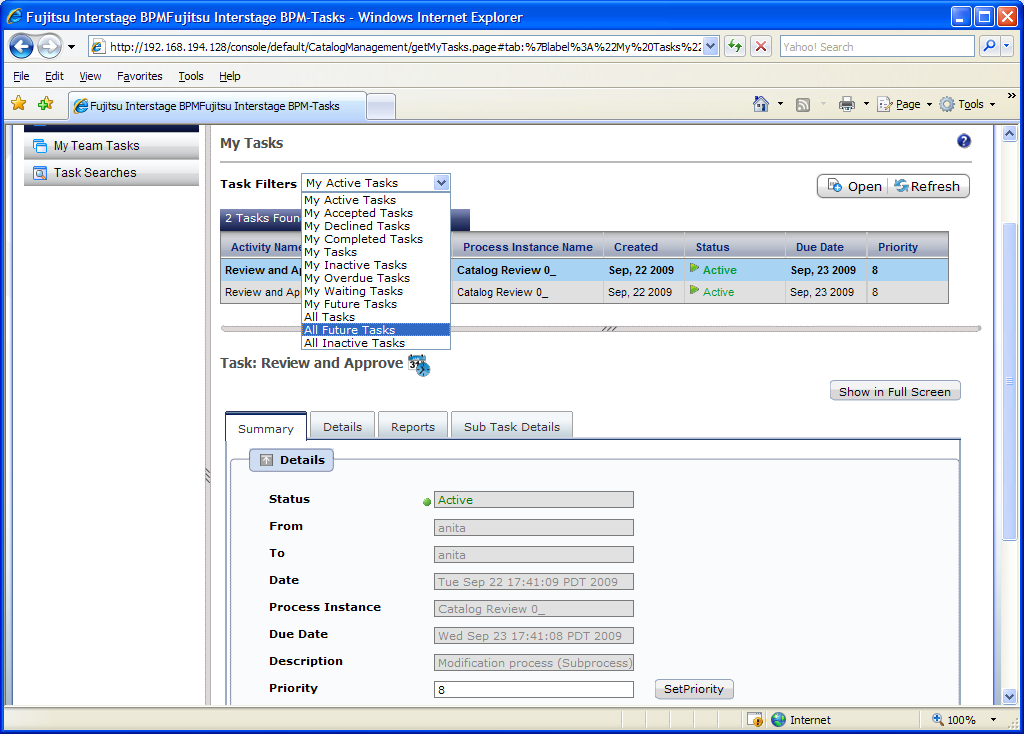 Fujitsu Interstage BPMFujitsu Interstage BPM-Tasks - Windows Internet Explorer
http://192.168.194.128/console/default/CatalogManagement/getMyTasks.page#tab:%7Blabel%3A%22My%20Tasks%22
Yahoo! Search
File Edit View Favorites Tools Help
Fujitsu Interstage BPMFujitsu Interstage BPM-Tasks
Page Tools »
My Team Tasks
Task Searches
My Tasks ?
Task Filters My Active Tasks
Open Refresh
My Active Tasks
My Accepted Tasks
My Declined Tasks
My Completed Tasks
My Tasks
My Inactive Tasks
My Overdue Tasks
My Waiting Tasks
My Future Tasks
All Tasks
All Future Tasks
All Inactive Tasks
2 Tasks Foun
Activity Name Process Instance Name Created Status Due Date Priority
Review and Ap Catalog Review 0_ Sep, 22 2009 Active Sep, 23 2009 8
Review and Ap Catalog Review 0_ Sep, 22 2009 Active Sep, 23 2009 8
Task: Review and Approve 31
Show in Full Screen
Summary Details Reports Sub Task Details
Details
Status Active
From anita
To anita
Date Tue Sep 22 17:41:09 PDT 2009
Process Instance Catalog Review 0_
Due Date Wed Sep 23 17:41:08 PDT 2009
Description Modification process (Subprocess)
Priority 8 SetPriority
Internet 100%